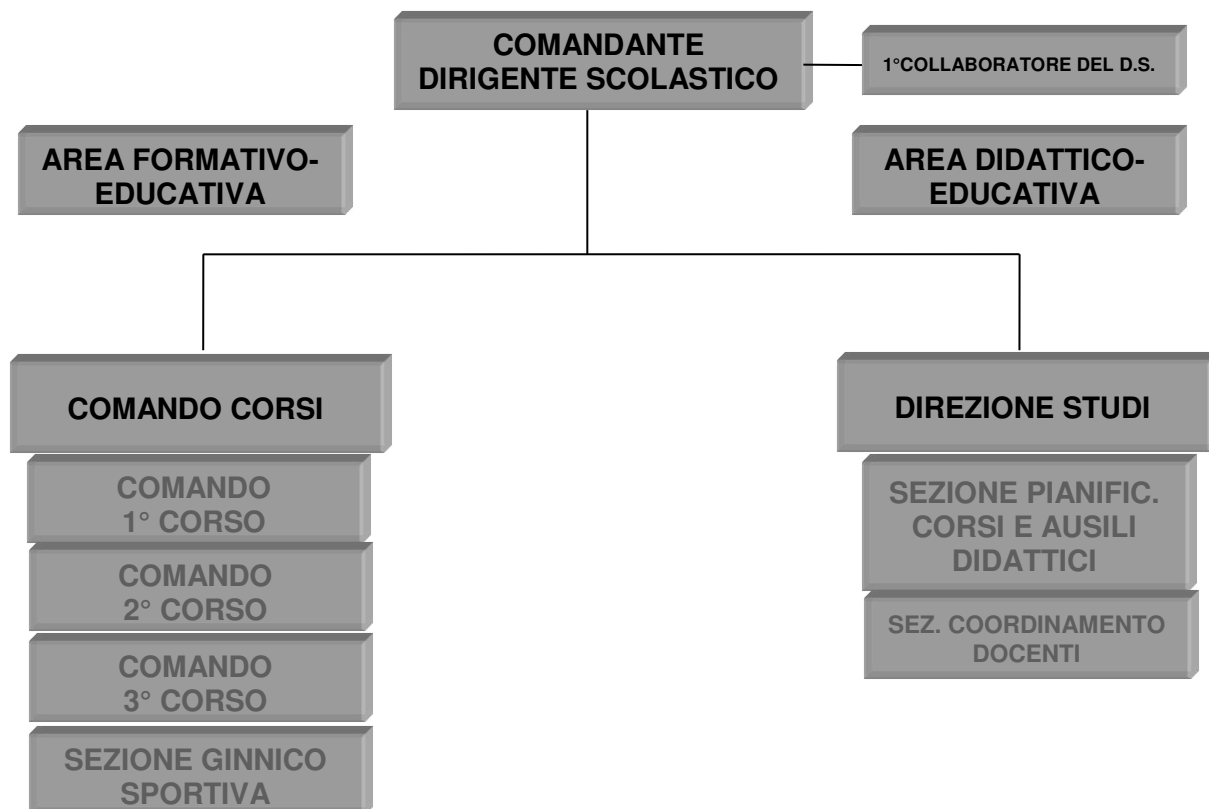 COMANDANTE
DIRIGENTE SCOLASTICO
1°COLLABORATORE DEL D.S.
AREA FORMATIVO-
EDUCATIVA
AREA DIDATTICO-
EDUCATIVA
COMANDO CORSI
COMANDO
1° CORSO
COMANDO
2° CORSO
COMANDO
3° CORSO
SEZIONE GINNICO
SPORTIVA
DIREZIONE STUDI
SEZIONE PIANIFIC.
CORSI E AUSILI
DIDATTICI
SEZ. COORDINAMENTO
DOCENTI